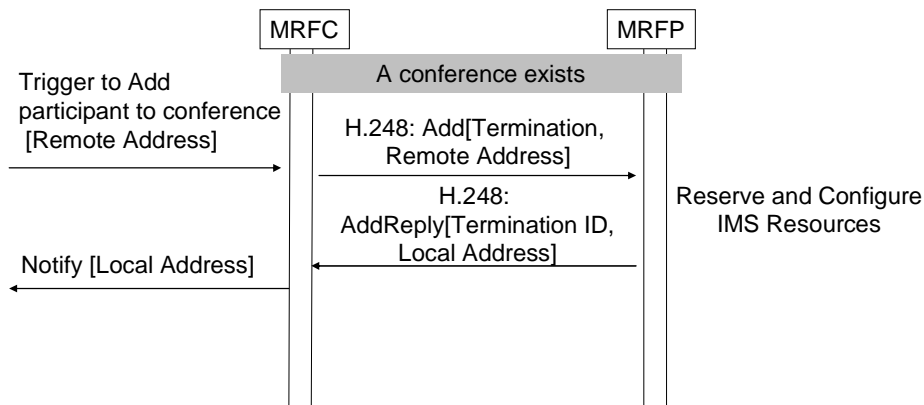 MRFC
MRFP
A conference exists
Trigger to Add
participant to conference
[Remote Address]
H.248: Add[Termination,
Remote Address]
H.248:
AddReply[Termination ID,
Local Address]
Reserve and Configure
IMS Resources
Notify [Local Address]